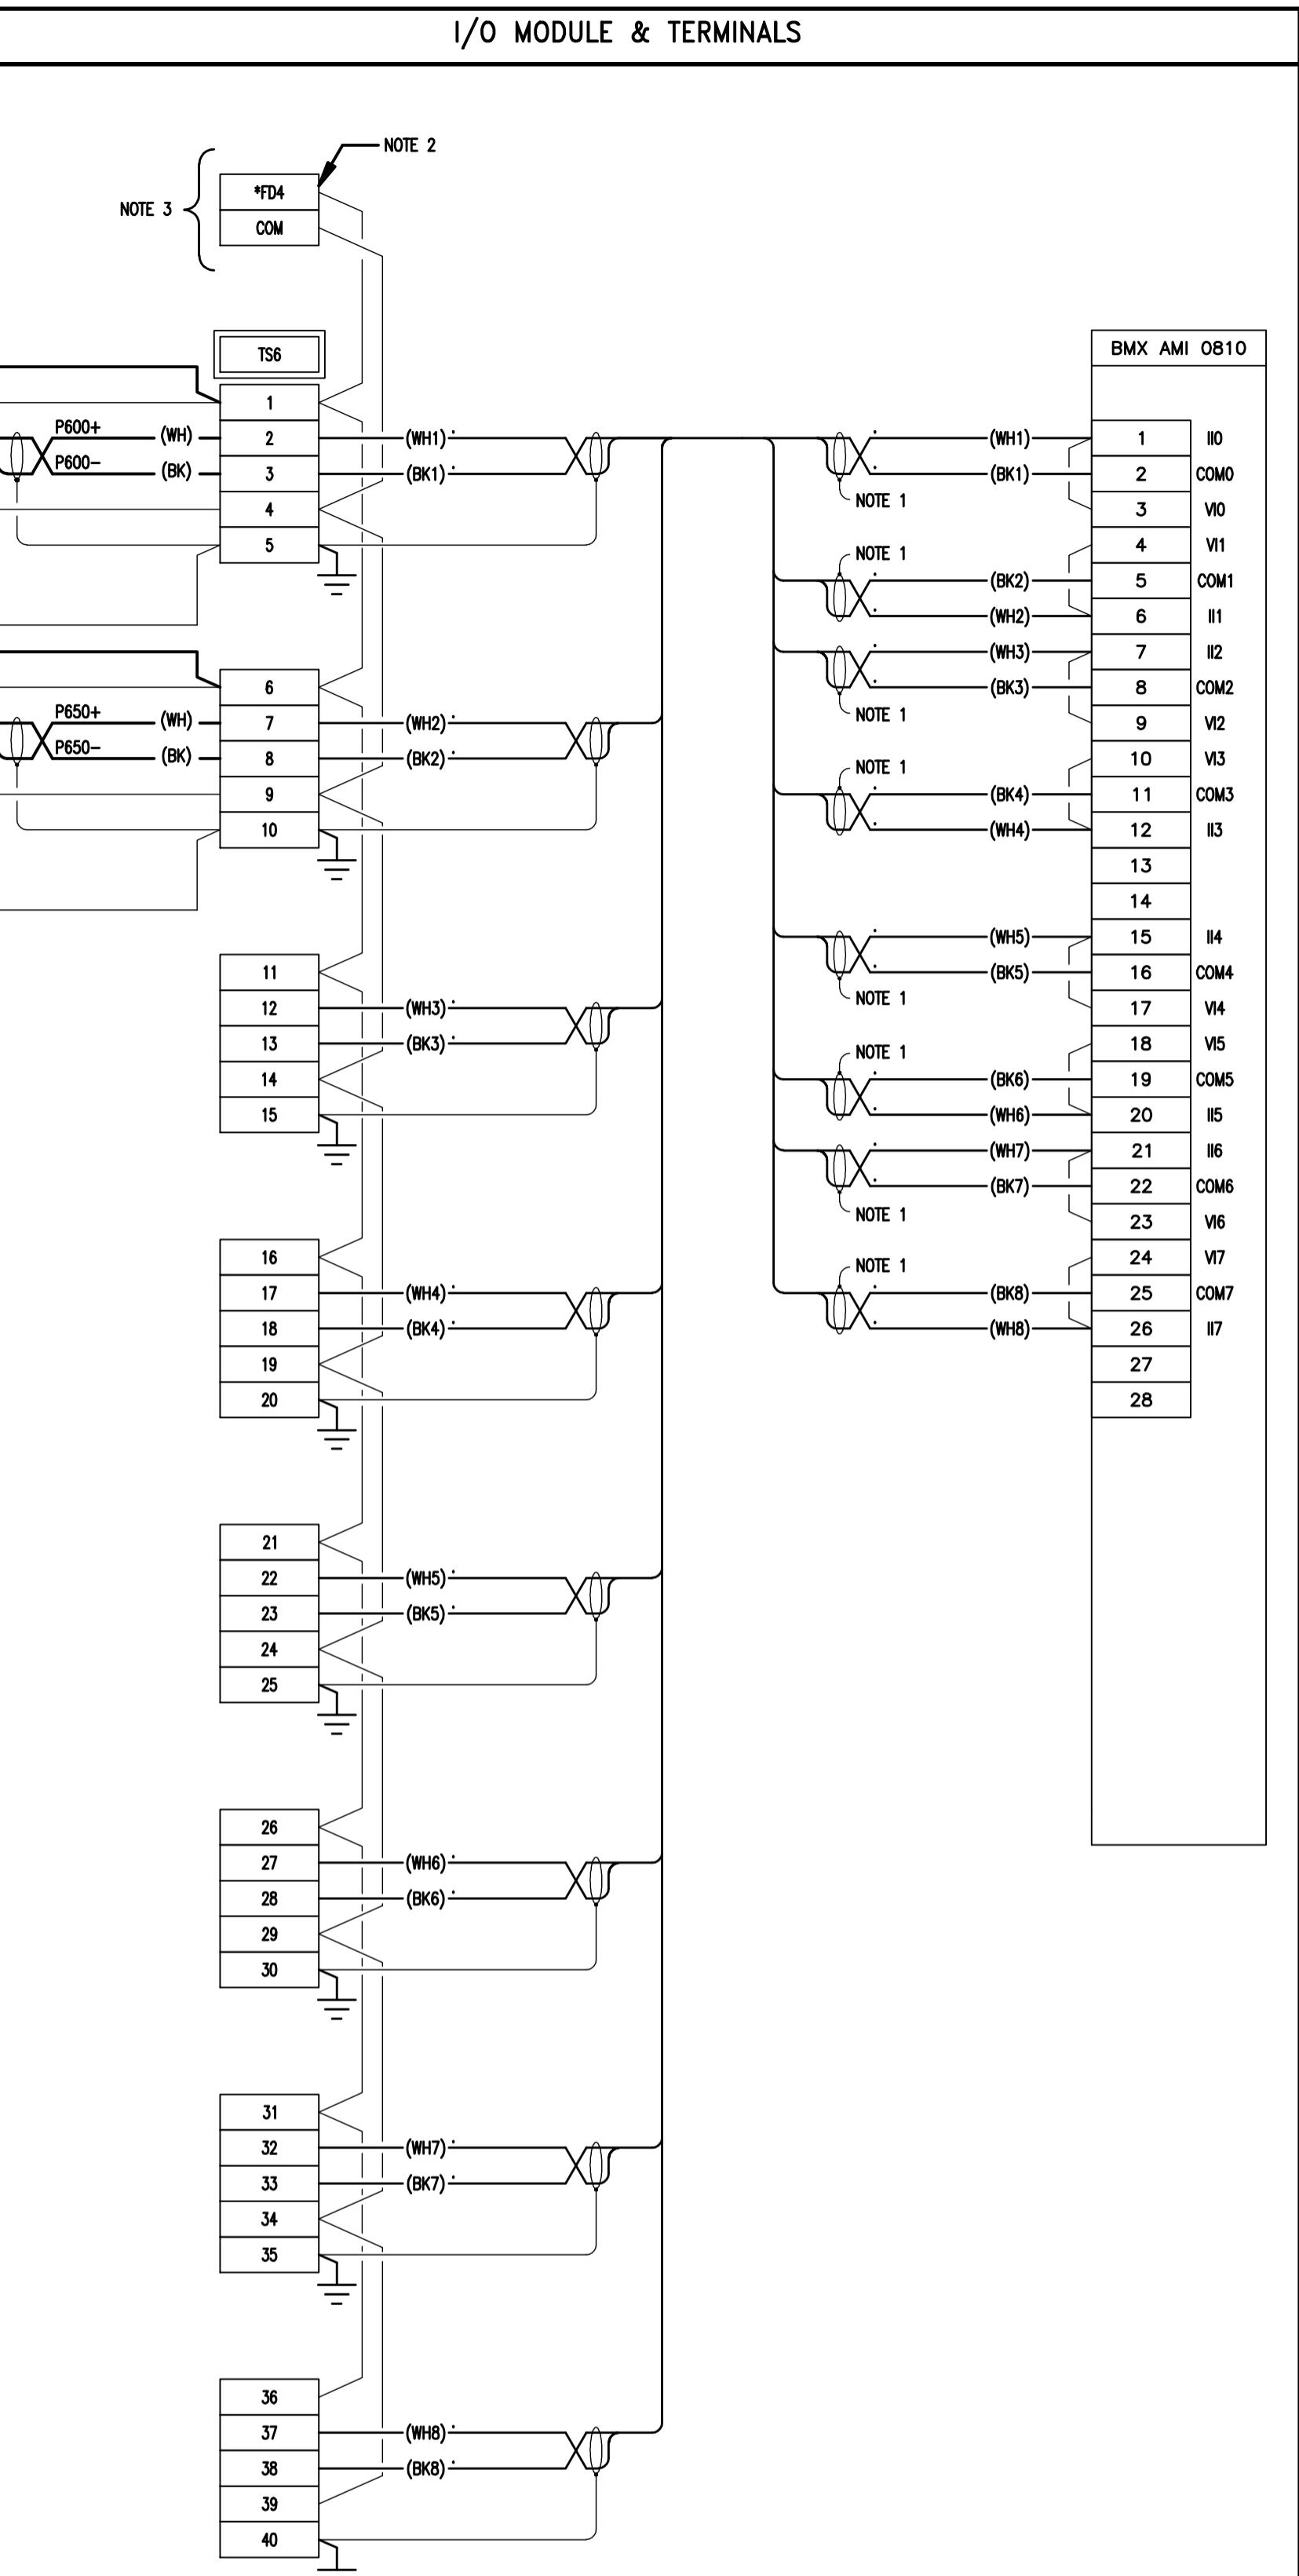 I/O MODULE & TERMINALS
NOTE 2
NOTE 3
*FD4
COM
TS6
BMX AMI 0810
1
P600+ (WH) 2 (WH1) (WH1) 1 II0
P600- (BK) 3 (BK1) (BK1) 2 COM0
NOTE 1
4 3 VI0
5 4 VI1
NOTE 1
(BK2) 5 COM1
(WH2) 6 II1
(WH3) 7 II2
6 (BK3) 8 COM2
NOTE 1
P650+ (WH) 7 (WH2) 9 VI2
P650- (BK) 8 (BK2) 10 VI3
NOTE 1
9 (BK4) 11 COM3
10 (WH4) 12 II3
13
14
(WH5) 15 II4
11 (BK5) 16 COM4
NOTE 1
12 (WH3) 17 VI4
13 (BK3) 18 VI5
NOTE 1
14 (BK6) 19 COM5
15 (WH6) 20 II5
(WH7) 21 II6
(BK7) 22 COM6
NOTE 1
23 VI6
16 24 VI7
NOTE 1
17 (WH4) (BK8) 25 COM7
18 (BK4) (WH8) 26 II7
19 27
20 28
21
22 (WH5)
23 (BK5)
24
25
26
27 (WH6)
28 (BK6)
29
30
31
32 (WH7)
33 (BK7)
34
35
36
37 (WH8)
38 (BK8)
39
40